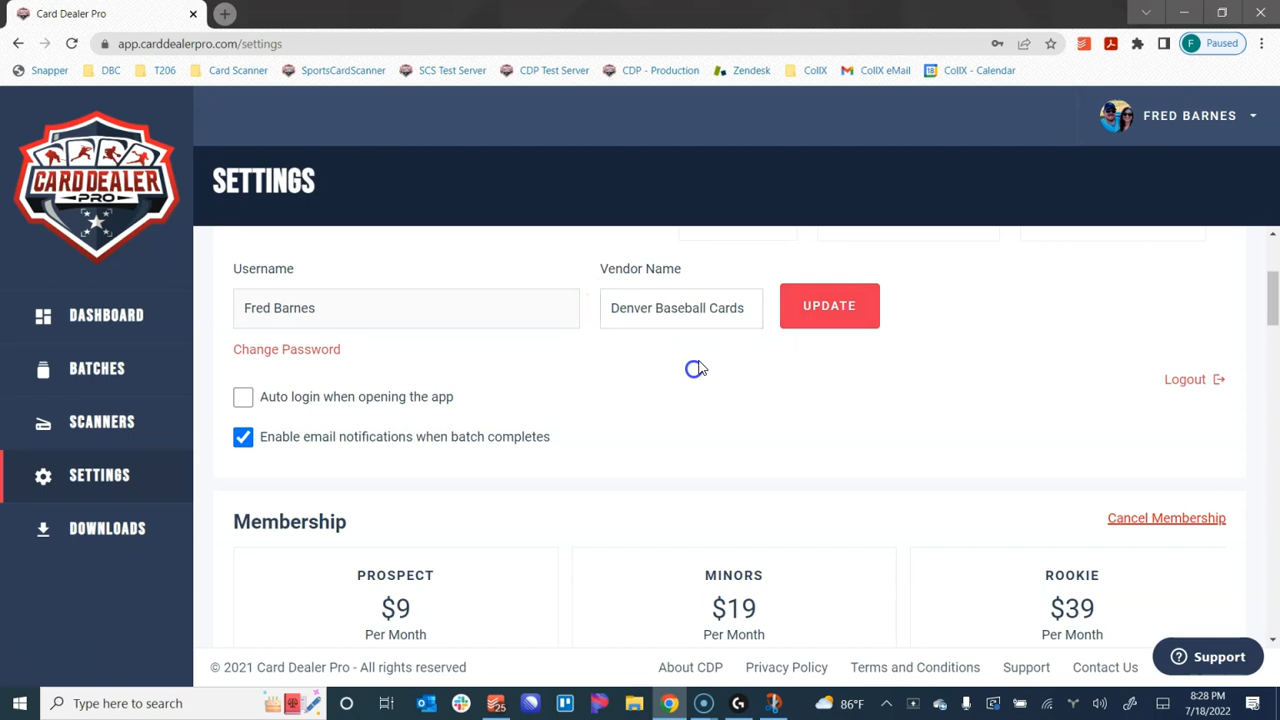 Card Dealer Pro
app.carddealerpro.com/settings
F Paused
Snapper DBC T206 Card Scanner SportsCardScanner SCS Test Server CDP Test Server CDP - Production Zendesk CollX CollX eMail CollX - Calendar
CARD DEALER
PRO
FRED BARNES
SETTINGS
DASHBOARD
BATCHES
SCANNERS
SETTINGS
DOWNLOADS
Username
Vendor Name
Fred Barnes
Denver Baseball Cards
UPDATE
Change Password
Logout
Auto login when opening the app
Enable email notifications when batch completes
Membership
Cancel Membership
PROSPECT
$9
Per Month
MINORS
$19
Per Month
ROOKIE
$39
Per Month
Support
© 2021 Card Dealer Pro - All rights reserved
About CDP Privacy Policy Terms and Conditions Support Contact Us
Type here to search
25
86°F
8:28 PM
7/18/2022